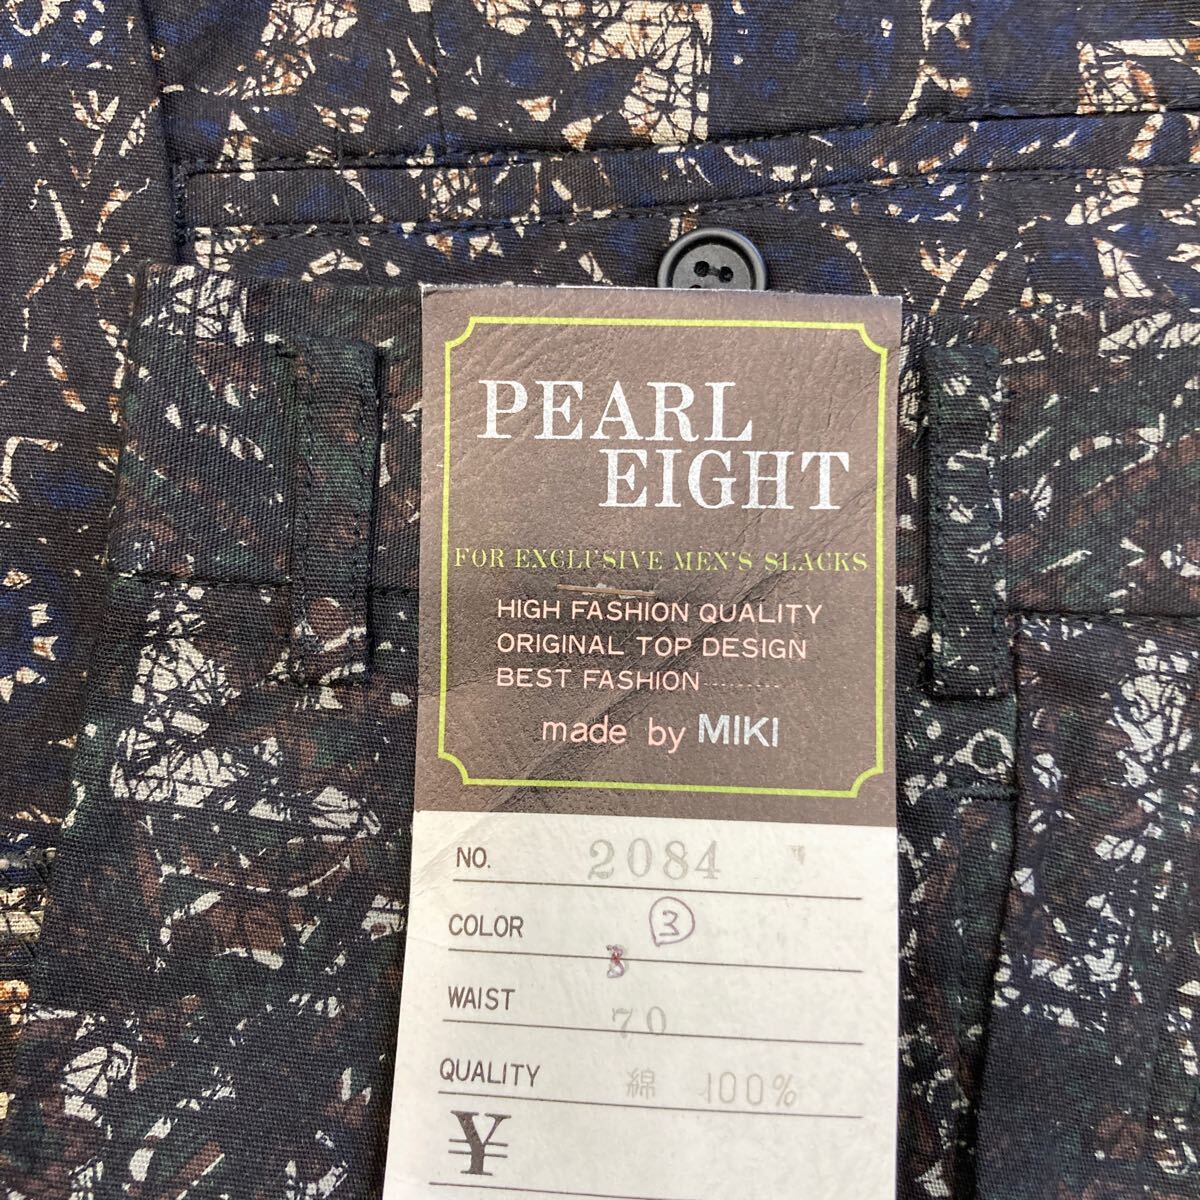 PEARL
EIGHT
FOR EXCLUSIVE MEN'S SLACKS
HIGH FASHION QUALITY
ORIGINAL TOP DESIGN
BEST FASHION·········
made by MIKI
NO. 2084
COLOR ③
3
WAIST 70
QUALITY 綿 100%
¥